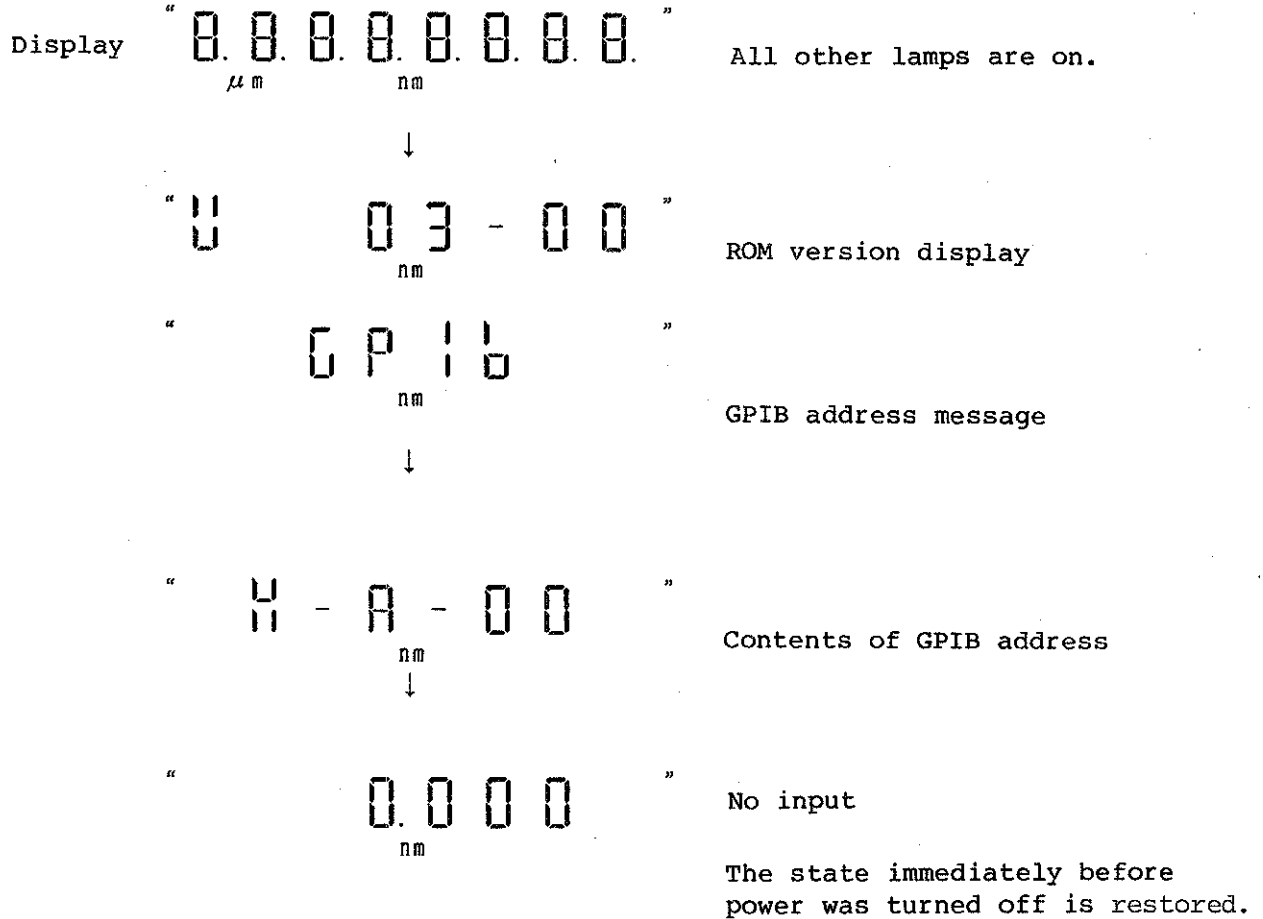 Display “ 8. 8. 8. 8. 8. 8. 8. 8. ” All other lamps are on.
μm nm
↓
“ U 03-00 ” ROM version display
nm
“ GPIb ”
nm
GPIB address message
↓
“ H-A-00 ” Contents of GPIB address
nm
↓
“ 0.000 ” No input
nm
The state immediately before
power was turned off is restored.